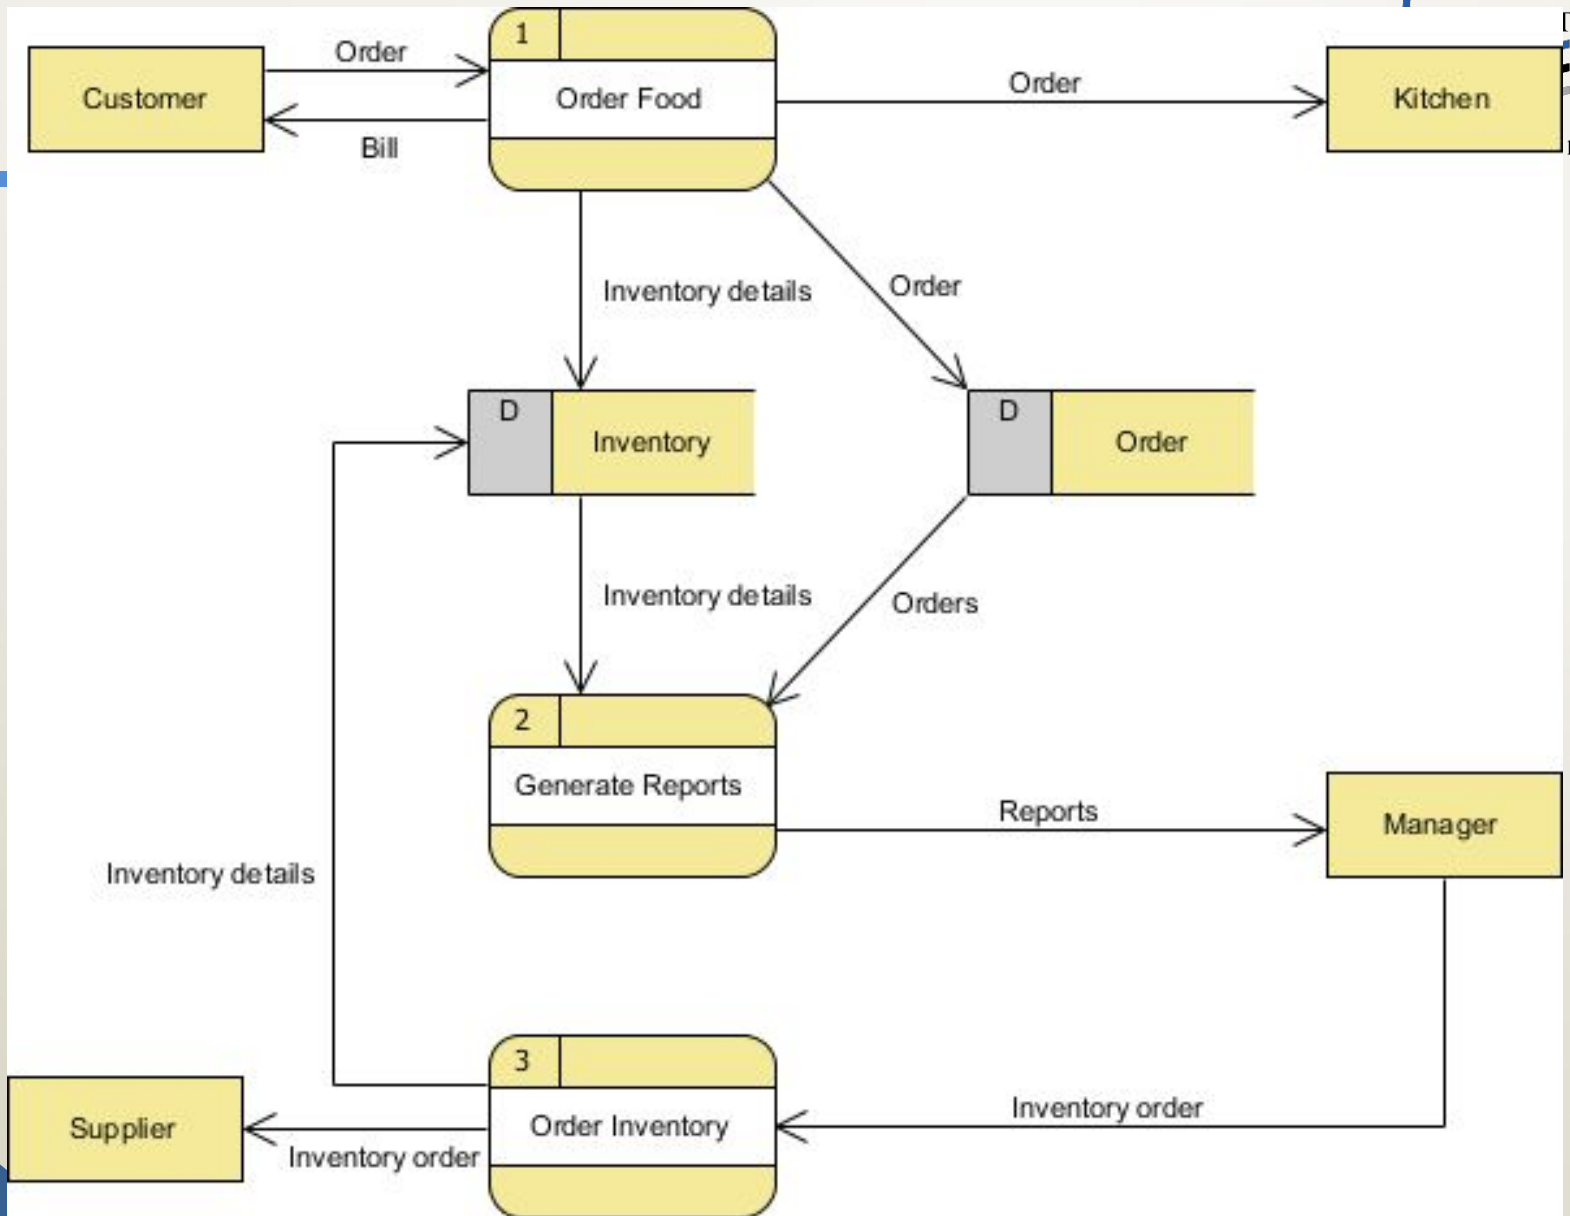 1
Order
Customer
Order Food
Order
Kitchen
Bill
Inventory details
Order
D
Inventory
D
Order
Inventory details
Orders
2
Generate Reports
Reports
Manager
Inventory details
3
Order Inventory
Inventory order
Supplier
Inventory order